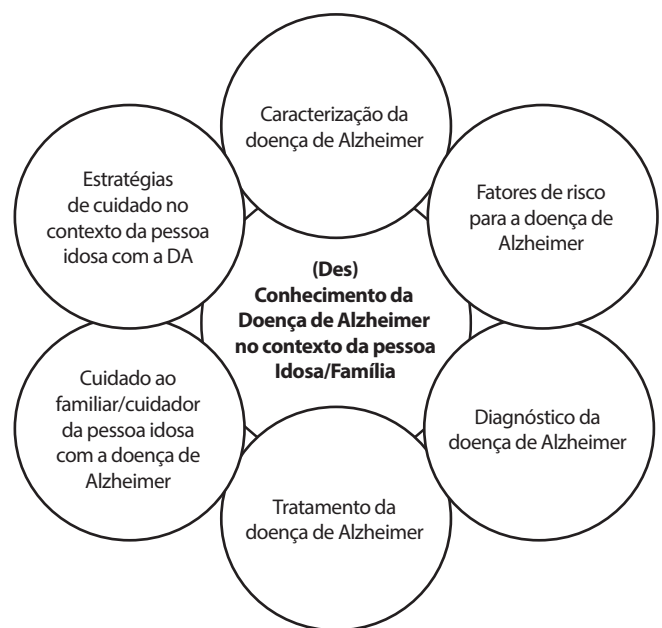 Caracterização da
doença de Alzheimer
Fatores de risco
para a doença de
Alzheimer
Diagnóstico da
doença de Alzheimer
Tratamento da
doença de Alzheimer
Cuidado ao
familiar/cuidador
da pessoa idosa
com a doença de
Alzheimer
Estratégias
de cuidado no
contexto da pessoa
idosa com a DA
(Des)
Conhecimento da
Doença de Alzheimer
no contexto da pessoa
Idosa/Família